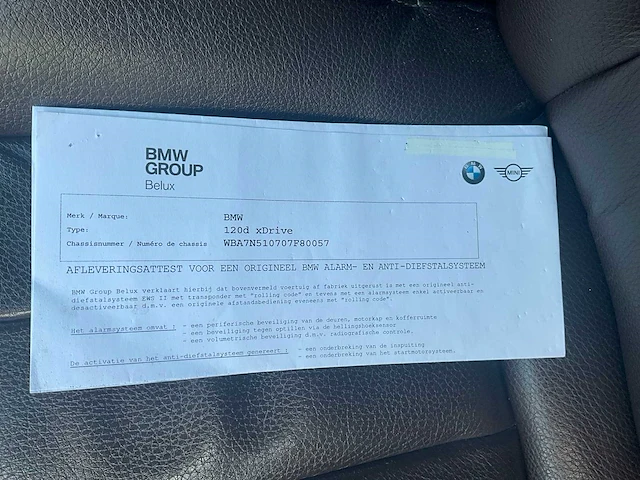 BMW
GROUP
Belux
MINI
Merk / Marque: BMW
Type: 120d xDrive
Chassisnummer / Numéro de chassis WBA7N510707F80057
AFLEVERINGSATTEST VOOR EEN ORIGINEEL BMW ALARM- EN ANTI-DIEFSTALSYSTEEM
BMW Group Belux verklaart hierbij dat bovenvermeld voertuig af fabriek uitgerust is met een origineel anti-
diefstalsysteem EWS II met transponder met "rolling code" en tevens met een alarmsysteem enkel activeerbaar en
desactiveerbaar d.m.v. een originele afstandsbediening eveneens met "rolling code".
Het alarmsysteem omvat : - een periferische beveiliging van de deuren, motorkap en kofferruimte
- een beveiliging tegen optillen via de hellingshoeksensor
- een volumetrische beveiliging d.m.v. radiografische controle.
De activatie van het anti-diefstalsysteem genereert : - een onderbreking van de inspuiting
- een onderbreking van het startmotorsysteem.